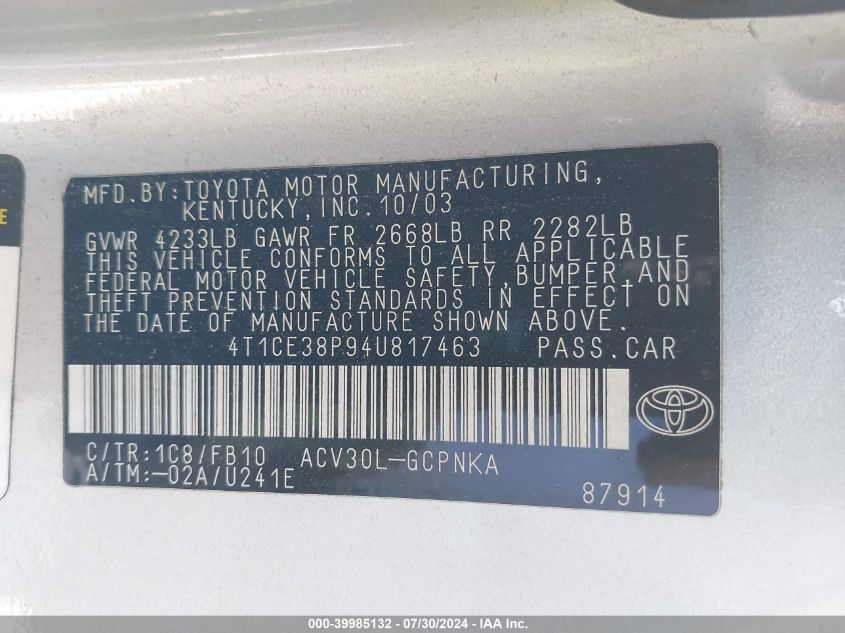 E
MFD.BY:TOYOTA MOTOR MANUFACTURING,
KENTUCKY,INC.10/03
GVWR 4233LB GAWR FR 2668LB RR 2282LB
THIS VEHICLE CONFORMS TO ALL APPLICABLE
FEDERAL MOTOR VEHICLE SAFETY,BUMPER,AND
THEFT PREVENTION STANDARDS IN EFFECT ON
THE DATE OF MANUFACTURE SHOWN ABOVE.
4T1CE38P94U817463 PASS.CAR
C/TR:1C8/FB10 ACV30L-GCPNKA
A/TM:-02A/U241E
87914
000-39985132 - 07/30/2024 - IAA Inc.